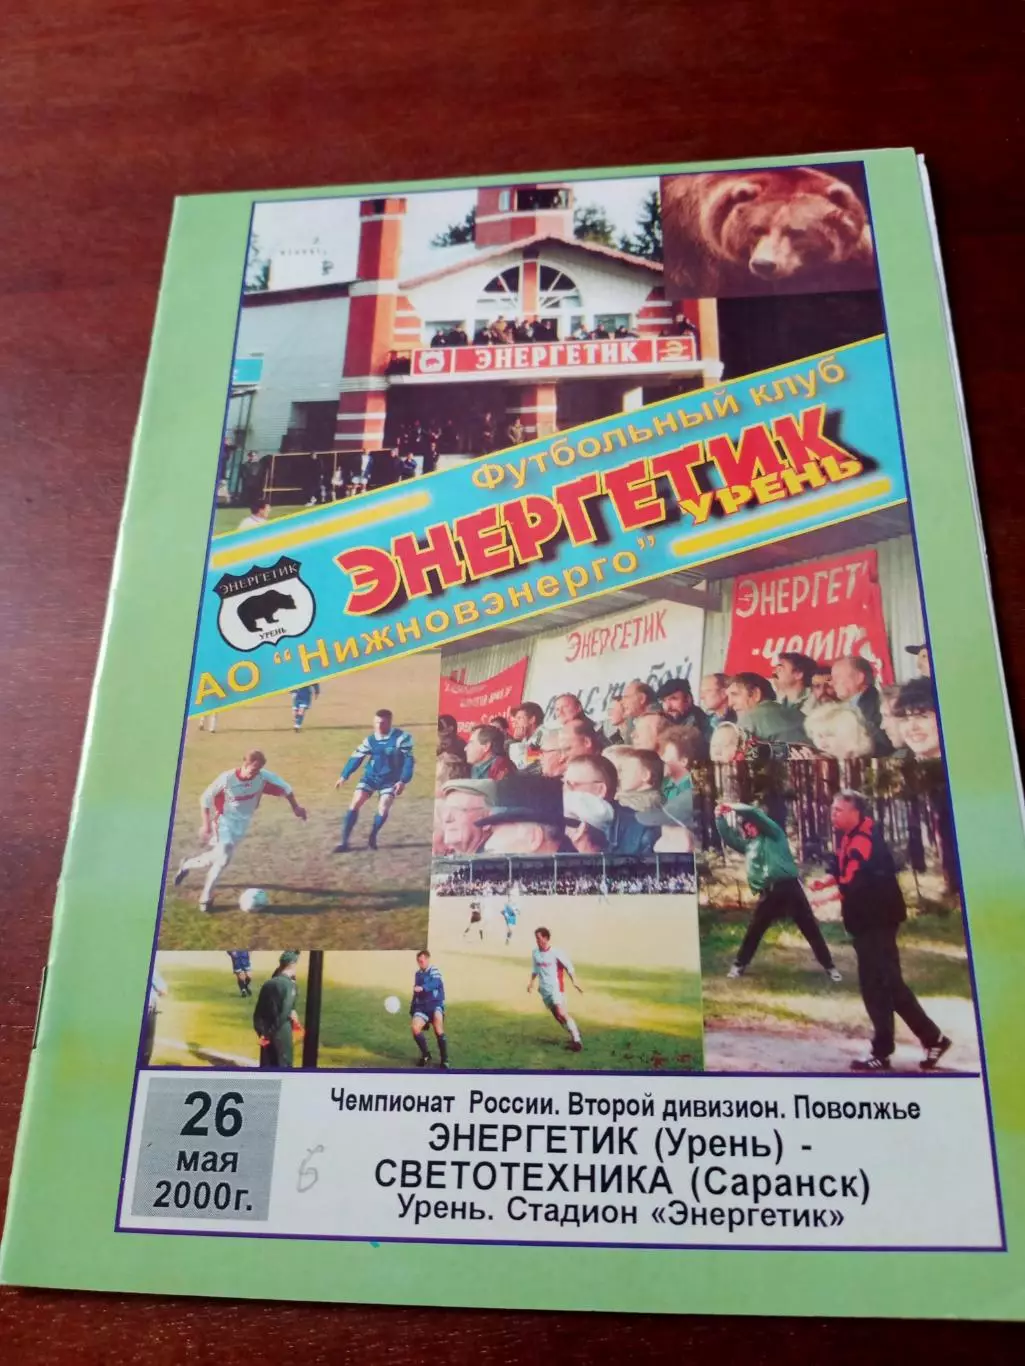 ЭНЕРГЕТИК
Футбольный клуб
ЭНЕРГЕТИК
УРЕНЬ
АО "Нижновэнерго"
ЭНЕРГЕТИК
УРЕНЬ
ЭНЕРГЕТИК
ЭНЕРГЕТ
26
мая
2000г.
Чемпионат России. Второй дивизион. Поволжье
ЭНЕРГЕТИК (Урень) -
СВЕТОТЕХНИКА (Саранск)
Урень. Стадион «Энергетик»